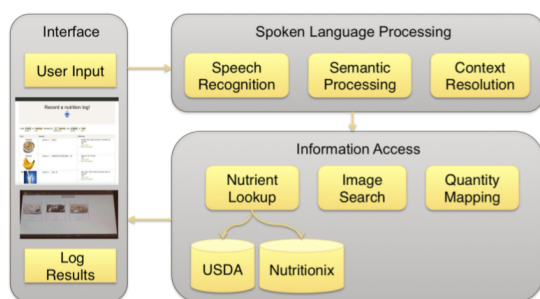 Interface
User Input
Record a nutrition log!
Log
Results
Spoken Language Processing
Speech
Recognition
Semantic
Processing
Context
Resolution
Information Access
Nutrient
Lookup
Image
Search
Quantity
Mapping
USDA
Nutritionix